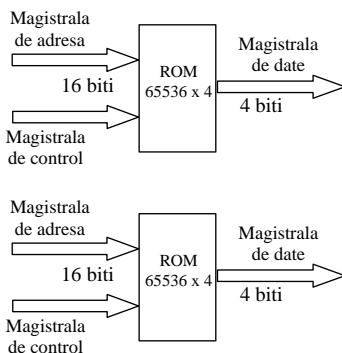 Magistrala
de adresa
16 biti
Magistrala
de control
ROM
65536 x 4
Magistrala
de date
4 biti
Magistrala
de adresa
16 biti
Magistrala
de control
ROM
65536 x 4
Magistrala
de date
4 biti